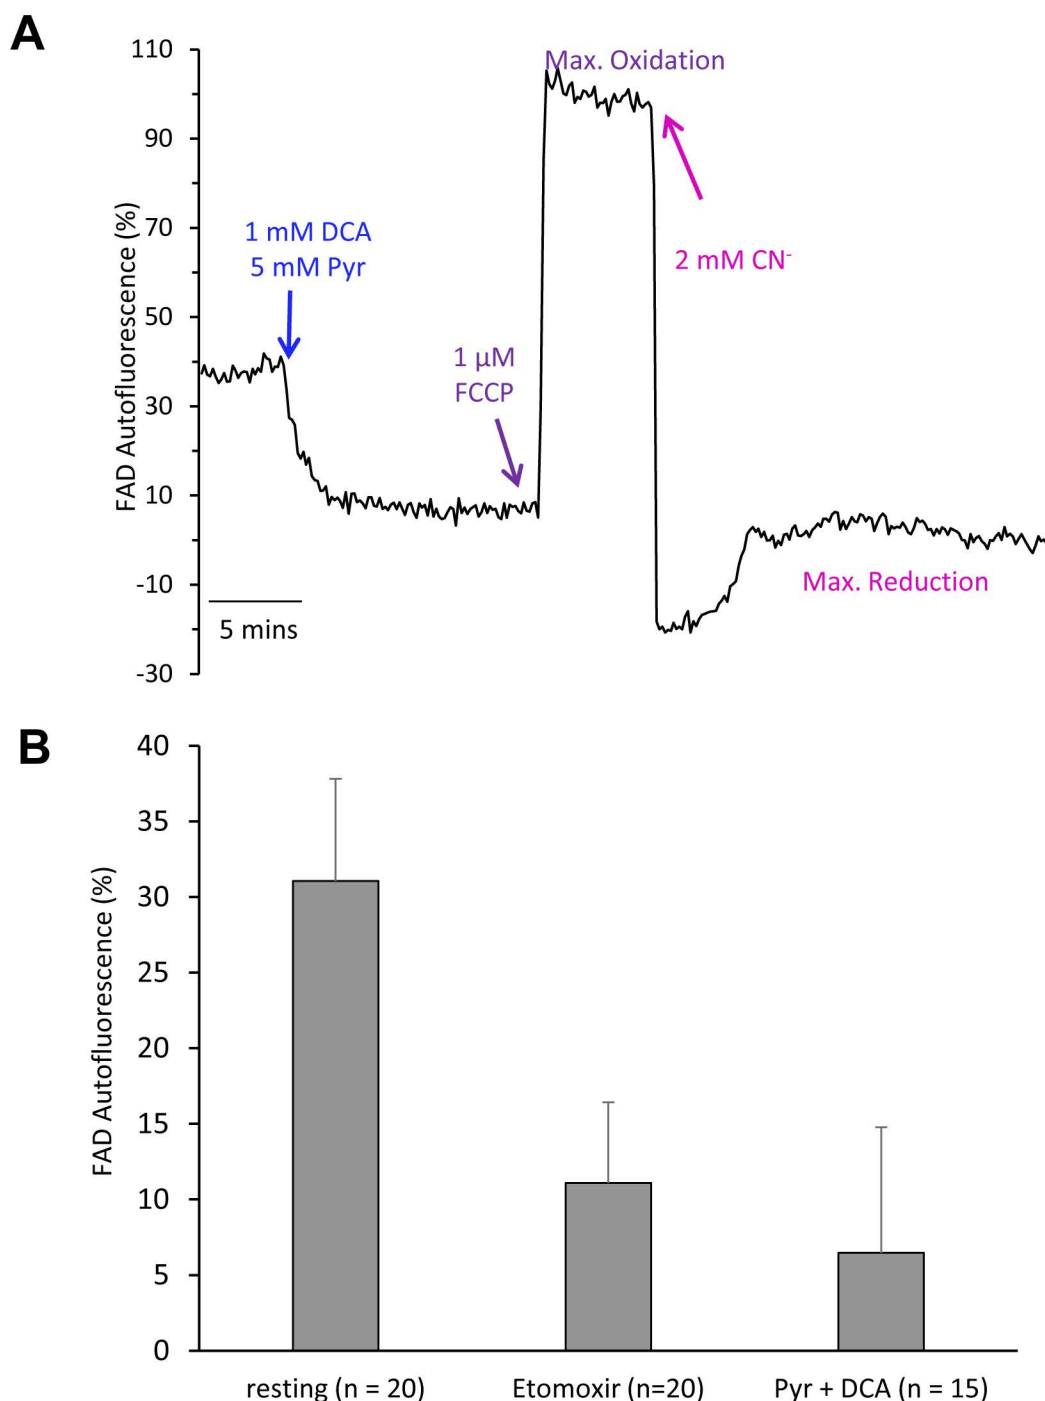 A
110
Max. Oxidation
90
70
1 mM DCA
5 mM Pyr
2 mM CN-
50
1 µM
FCCP
30
10
-10
Max. Reduction
5 mins
-30
FAD Autofluorescence (%)
B
40
35
30
25
20
15
10
5
0
FAD Autofluorescence (%)
resting (n = 20)
Etomoxir (n=20)
Pyr + DCA (n = 15)